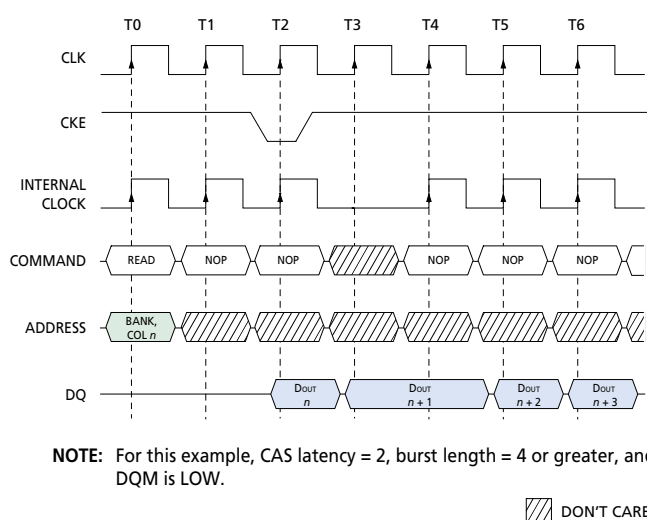 T0 T1 T2 T3 T4 T5 T6
CLK
CKE
INTERNAL
CLOCK
COMMAND READ NOP NOP NOP NOP NOP
ADDRESS BANK,
COL n
DQ DOUT DOUT DOUT DOUT
n n + 1 n + 2 n + 3
NOTE: For this example, CAS latency = 2, burst length = 4 or greater, and
DQM is LOW.
DON'T CARE